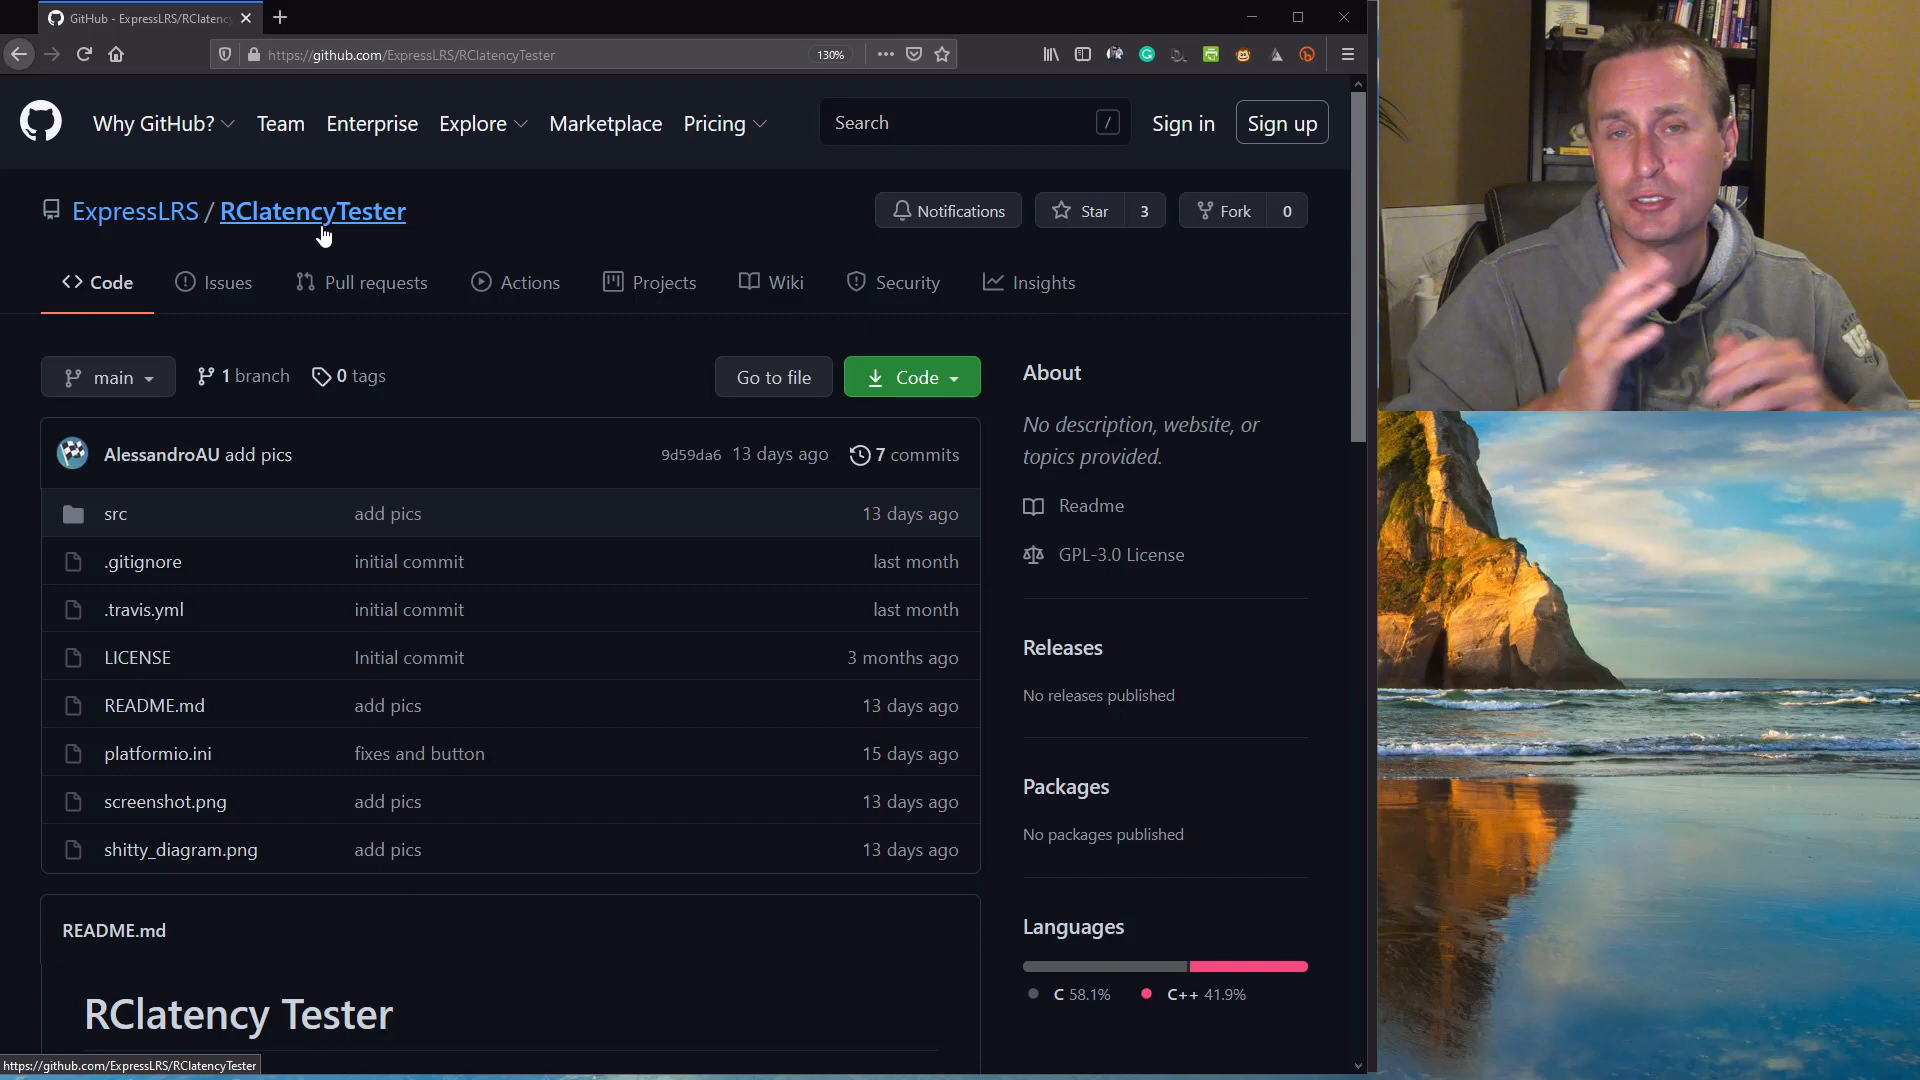 GitHub - ExpressLRS/RClatency
https://github.com/ExpressLRS/RClatencyTester
130%
Why GitHub?
Team
Enterprise
Explore
Marketplace
Pricing
Search
/
Sign in
Sign up
ExpressLRS / RClatencyTester
Notifications
Star
3
Fork
0
Code
Issues
Pull requests
Actions
Projects
Wiki
Security
Insights
main
1 branch
0 tags
Go to file
Code
AlessandroAU add pics
9d59da6 13 days ago
7 commits
src add pics 13 days ago
.gitignore initial commit last month
.travis.yml initial commit last month
LICENSE Initial commit 3 months ago
README.md add pics 13 days ago
platformio.ini fixes and button 15 days ago
screenshot.png add pics 13 days ago
shitty_diagram.png add pics 13 days ago
README.md
RClatency Tester
About
No description, website, or
topics provided.
Readme
GPL-3.0 License
Releases
No releases published
Packages
No packages published
Languages
C 58.1%
C++ 41.9%
https://github.com/ExpressLRS/RClatencyTester